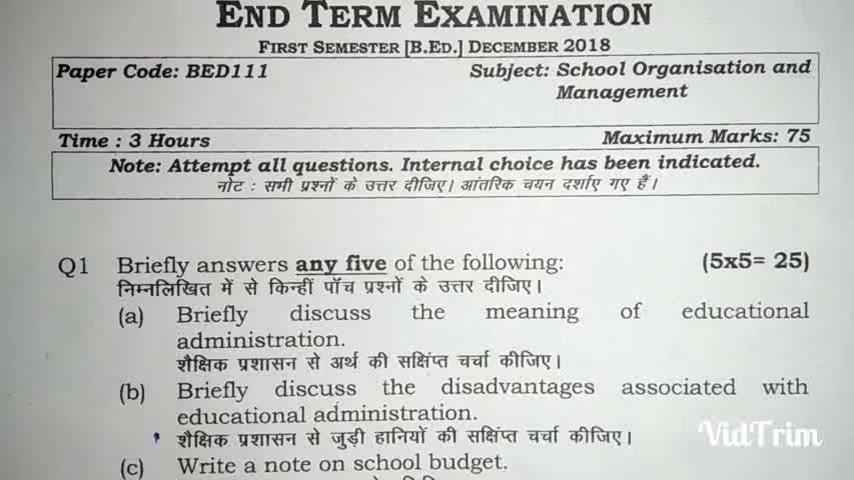 END TERM EXAMINATION
FIRST SEMESTER [B.ED.] DECEMBER 2018
Paper Code: BED111 Subject: School Organisation and
Management
Time : 3 Hours Maximum Marks: 75
Note: Attempt all questions. Internal choice has been indicated.
नोट : सभी प्रश्नों के उत्तर दीजिए। आंतरिक चयन दर्शाए गए हैं।
Q1 Briefly answers any five of the following: (5x5= 25)
निम्नलिखित में से किन्हीं पाँच प्रश्नों के उत्तर दीजिए।
(a) Briefly discuss the meaning of educational
administration.
शैक्षिक प्रशासन से अर्थ की सक्षिंप्त चर्चा कीजिए।
(b) Briefly discuss the disadvantages associated with
educational administration.
शैक्षिक प्रशासन से जुड़ी हानियों की सक्षिंप्त चर्चा कीजिए।
(c) Write a note on school budget.
VidTrim